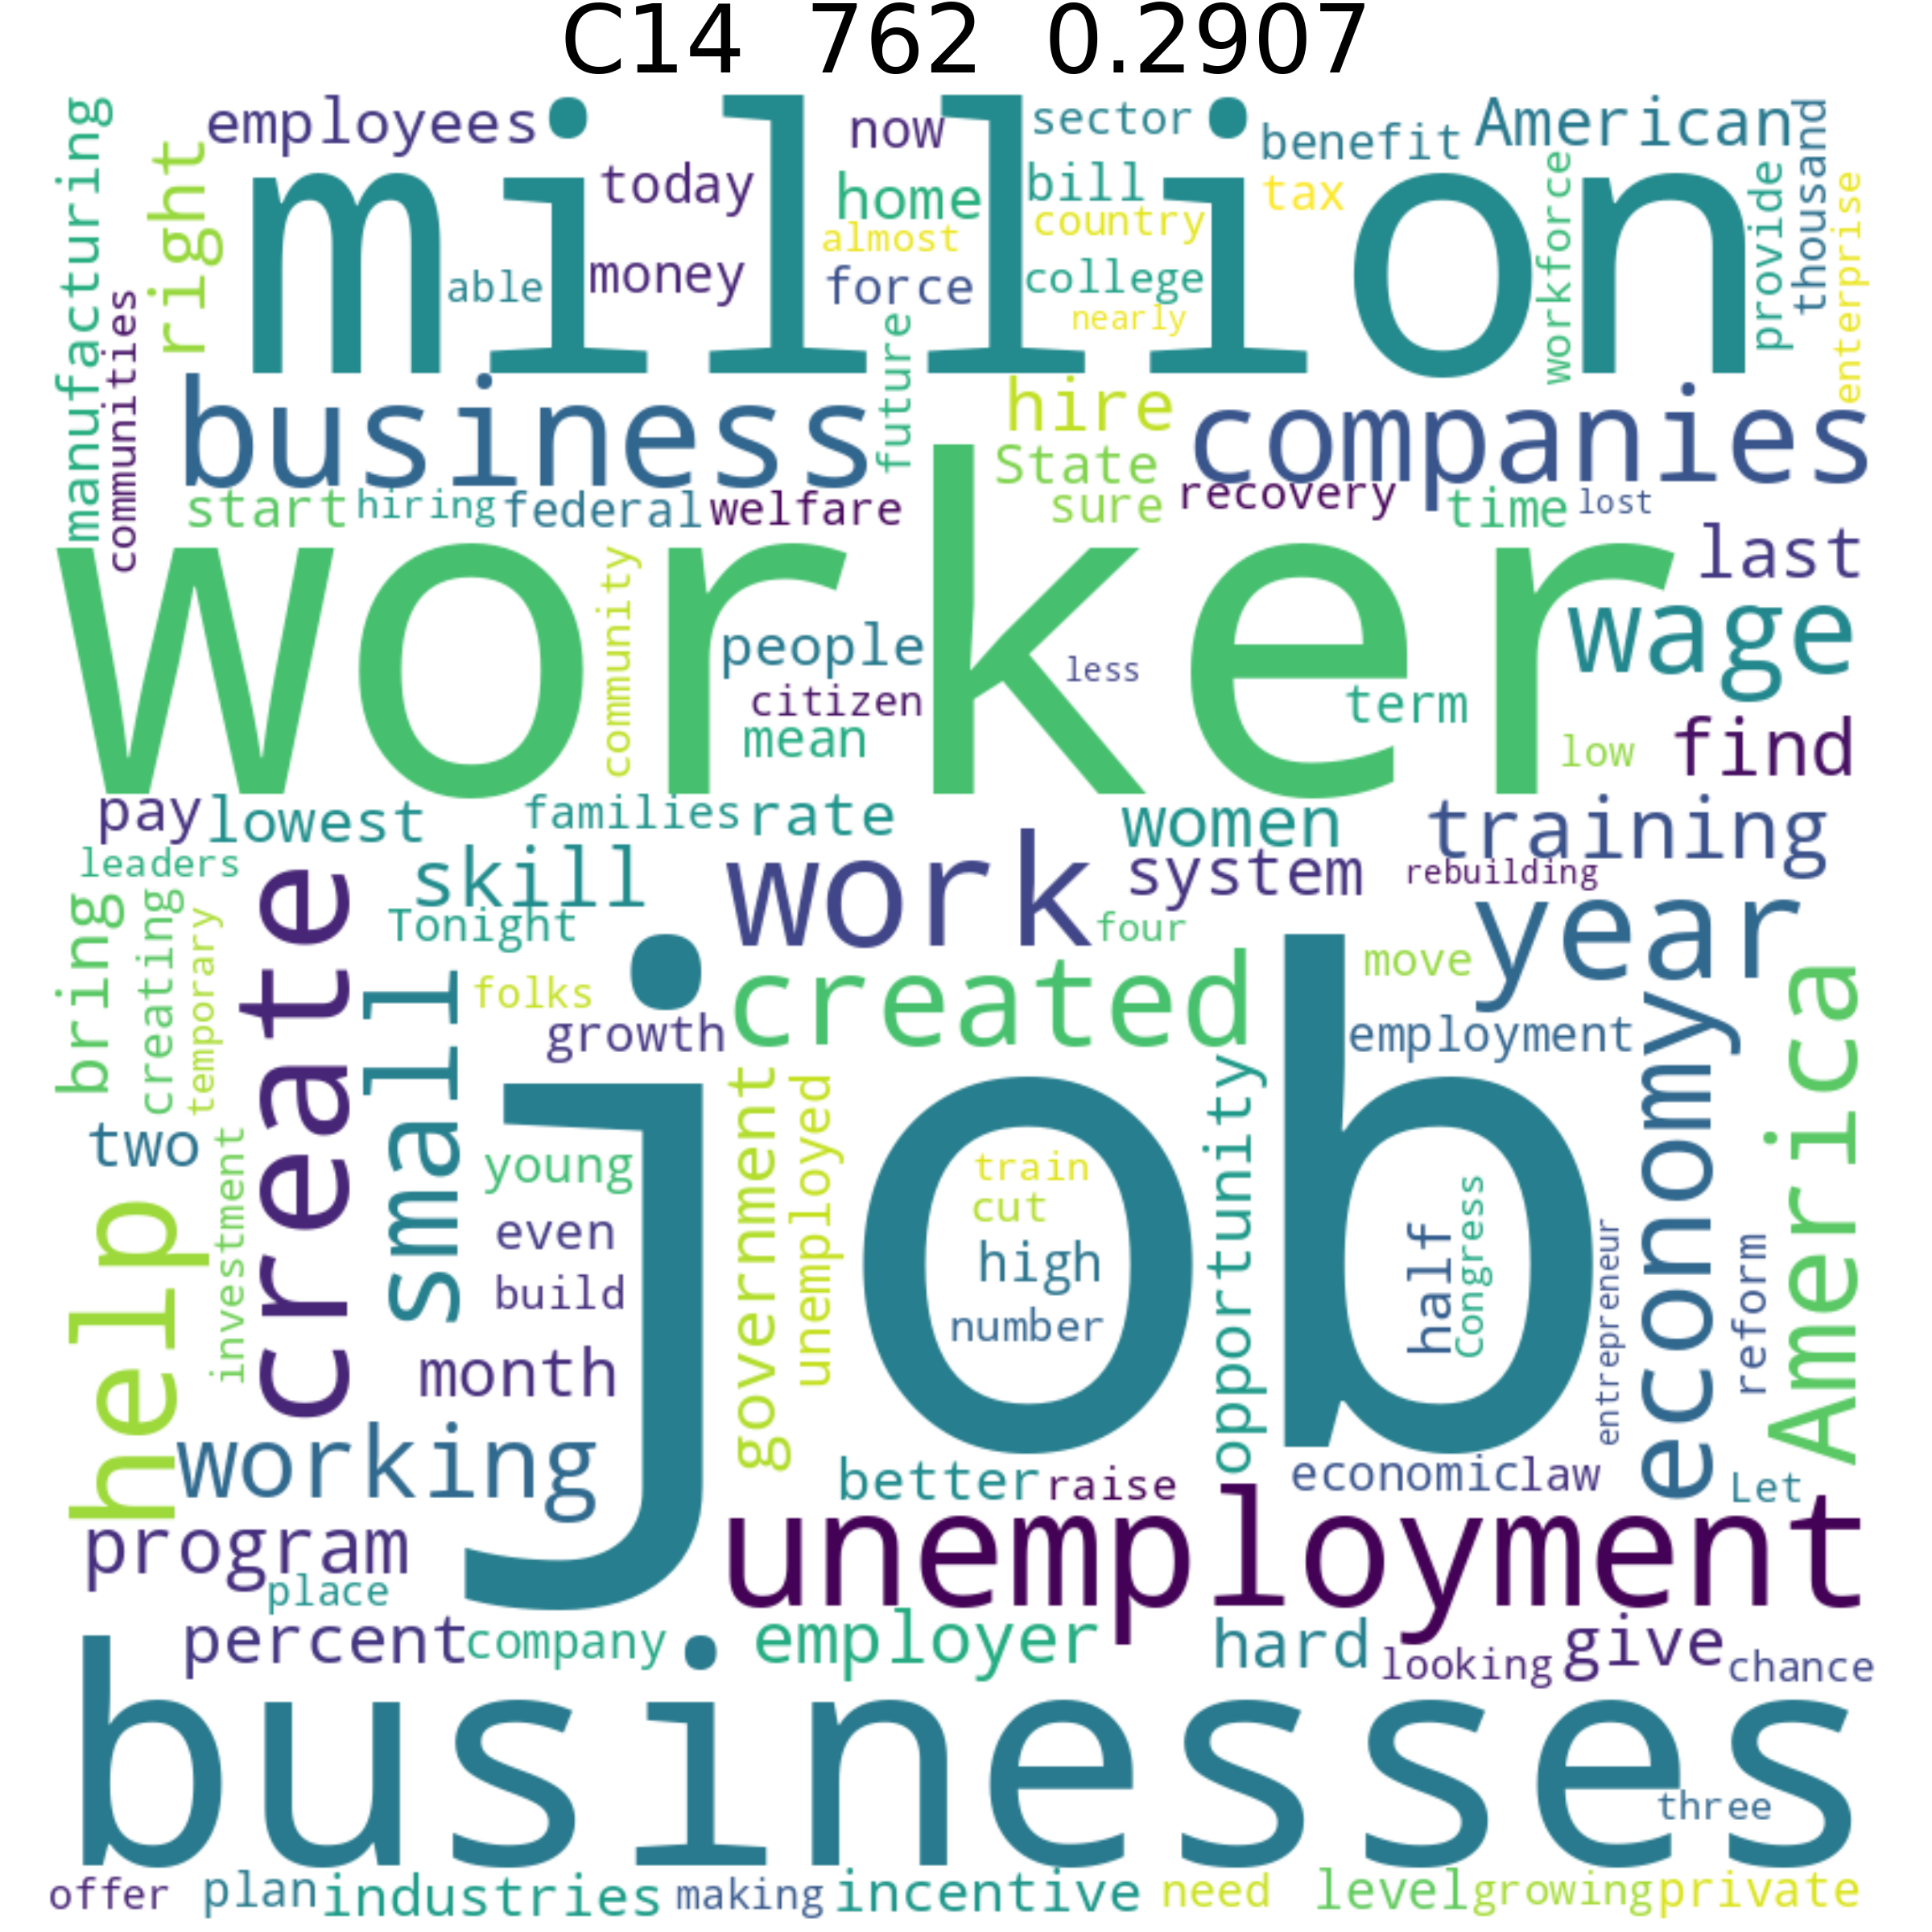 C14 762 0.2907
employees now sector benefit American
manufacturing right million today home bill tax workforce provide thousand enterprise
almost country
able money force college
nearly
communities business future hire companies
State
start hiring federal welfare sure recovery time lost
last
worker
community people less wage
citizen term
mean low find
pay lowest families rate women training
leaders skill work system rebuilding
bring creating temporary create Tonight four year
small folks created move
growth employment
two job economy America
investment young government unemployed train opportunity
cut
help even high half Congress entrepreneur reform
build number
month
working better raise economic law Let
program unemployment
place
percent company employer hard looking give chance
businesses
three
offer plan industries making incentive need level growing private